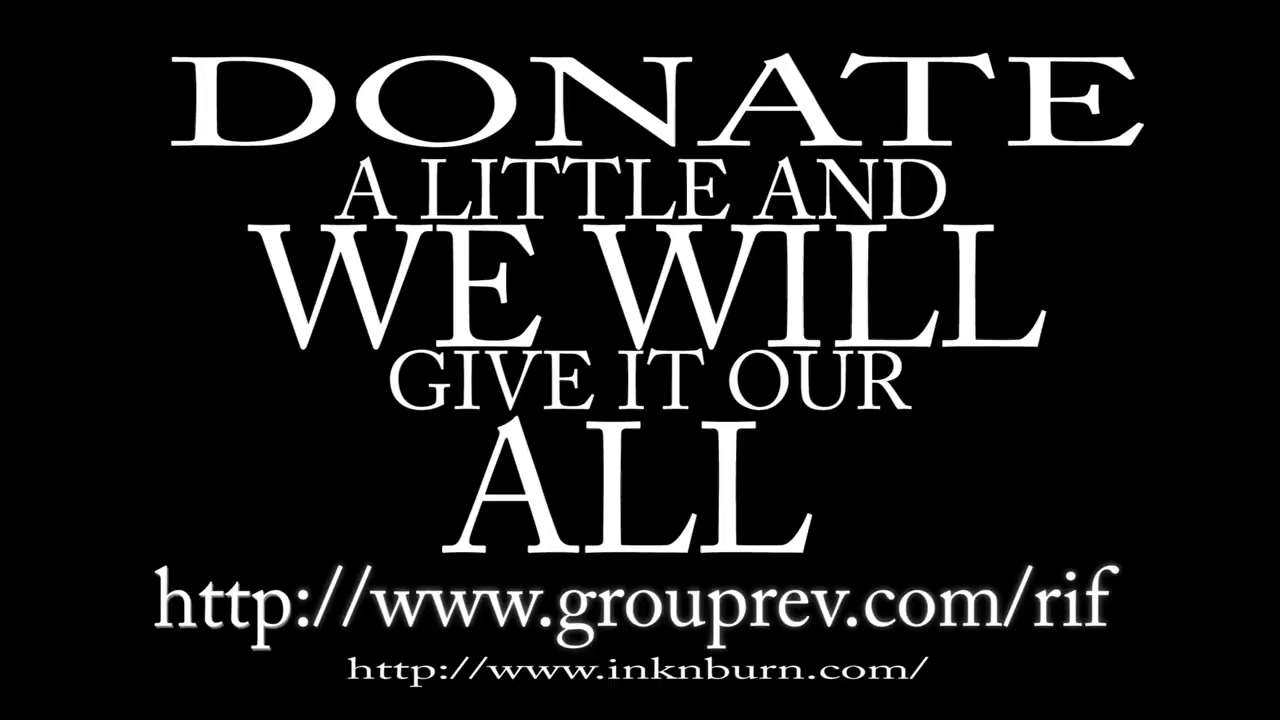 DONATE
A LITTLE AND
WE WILL
GIVE IT OUR
ALL
http://www.grouprev.com/rif
http://www.inknburn.com/